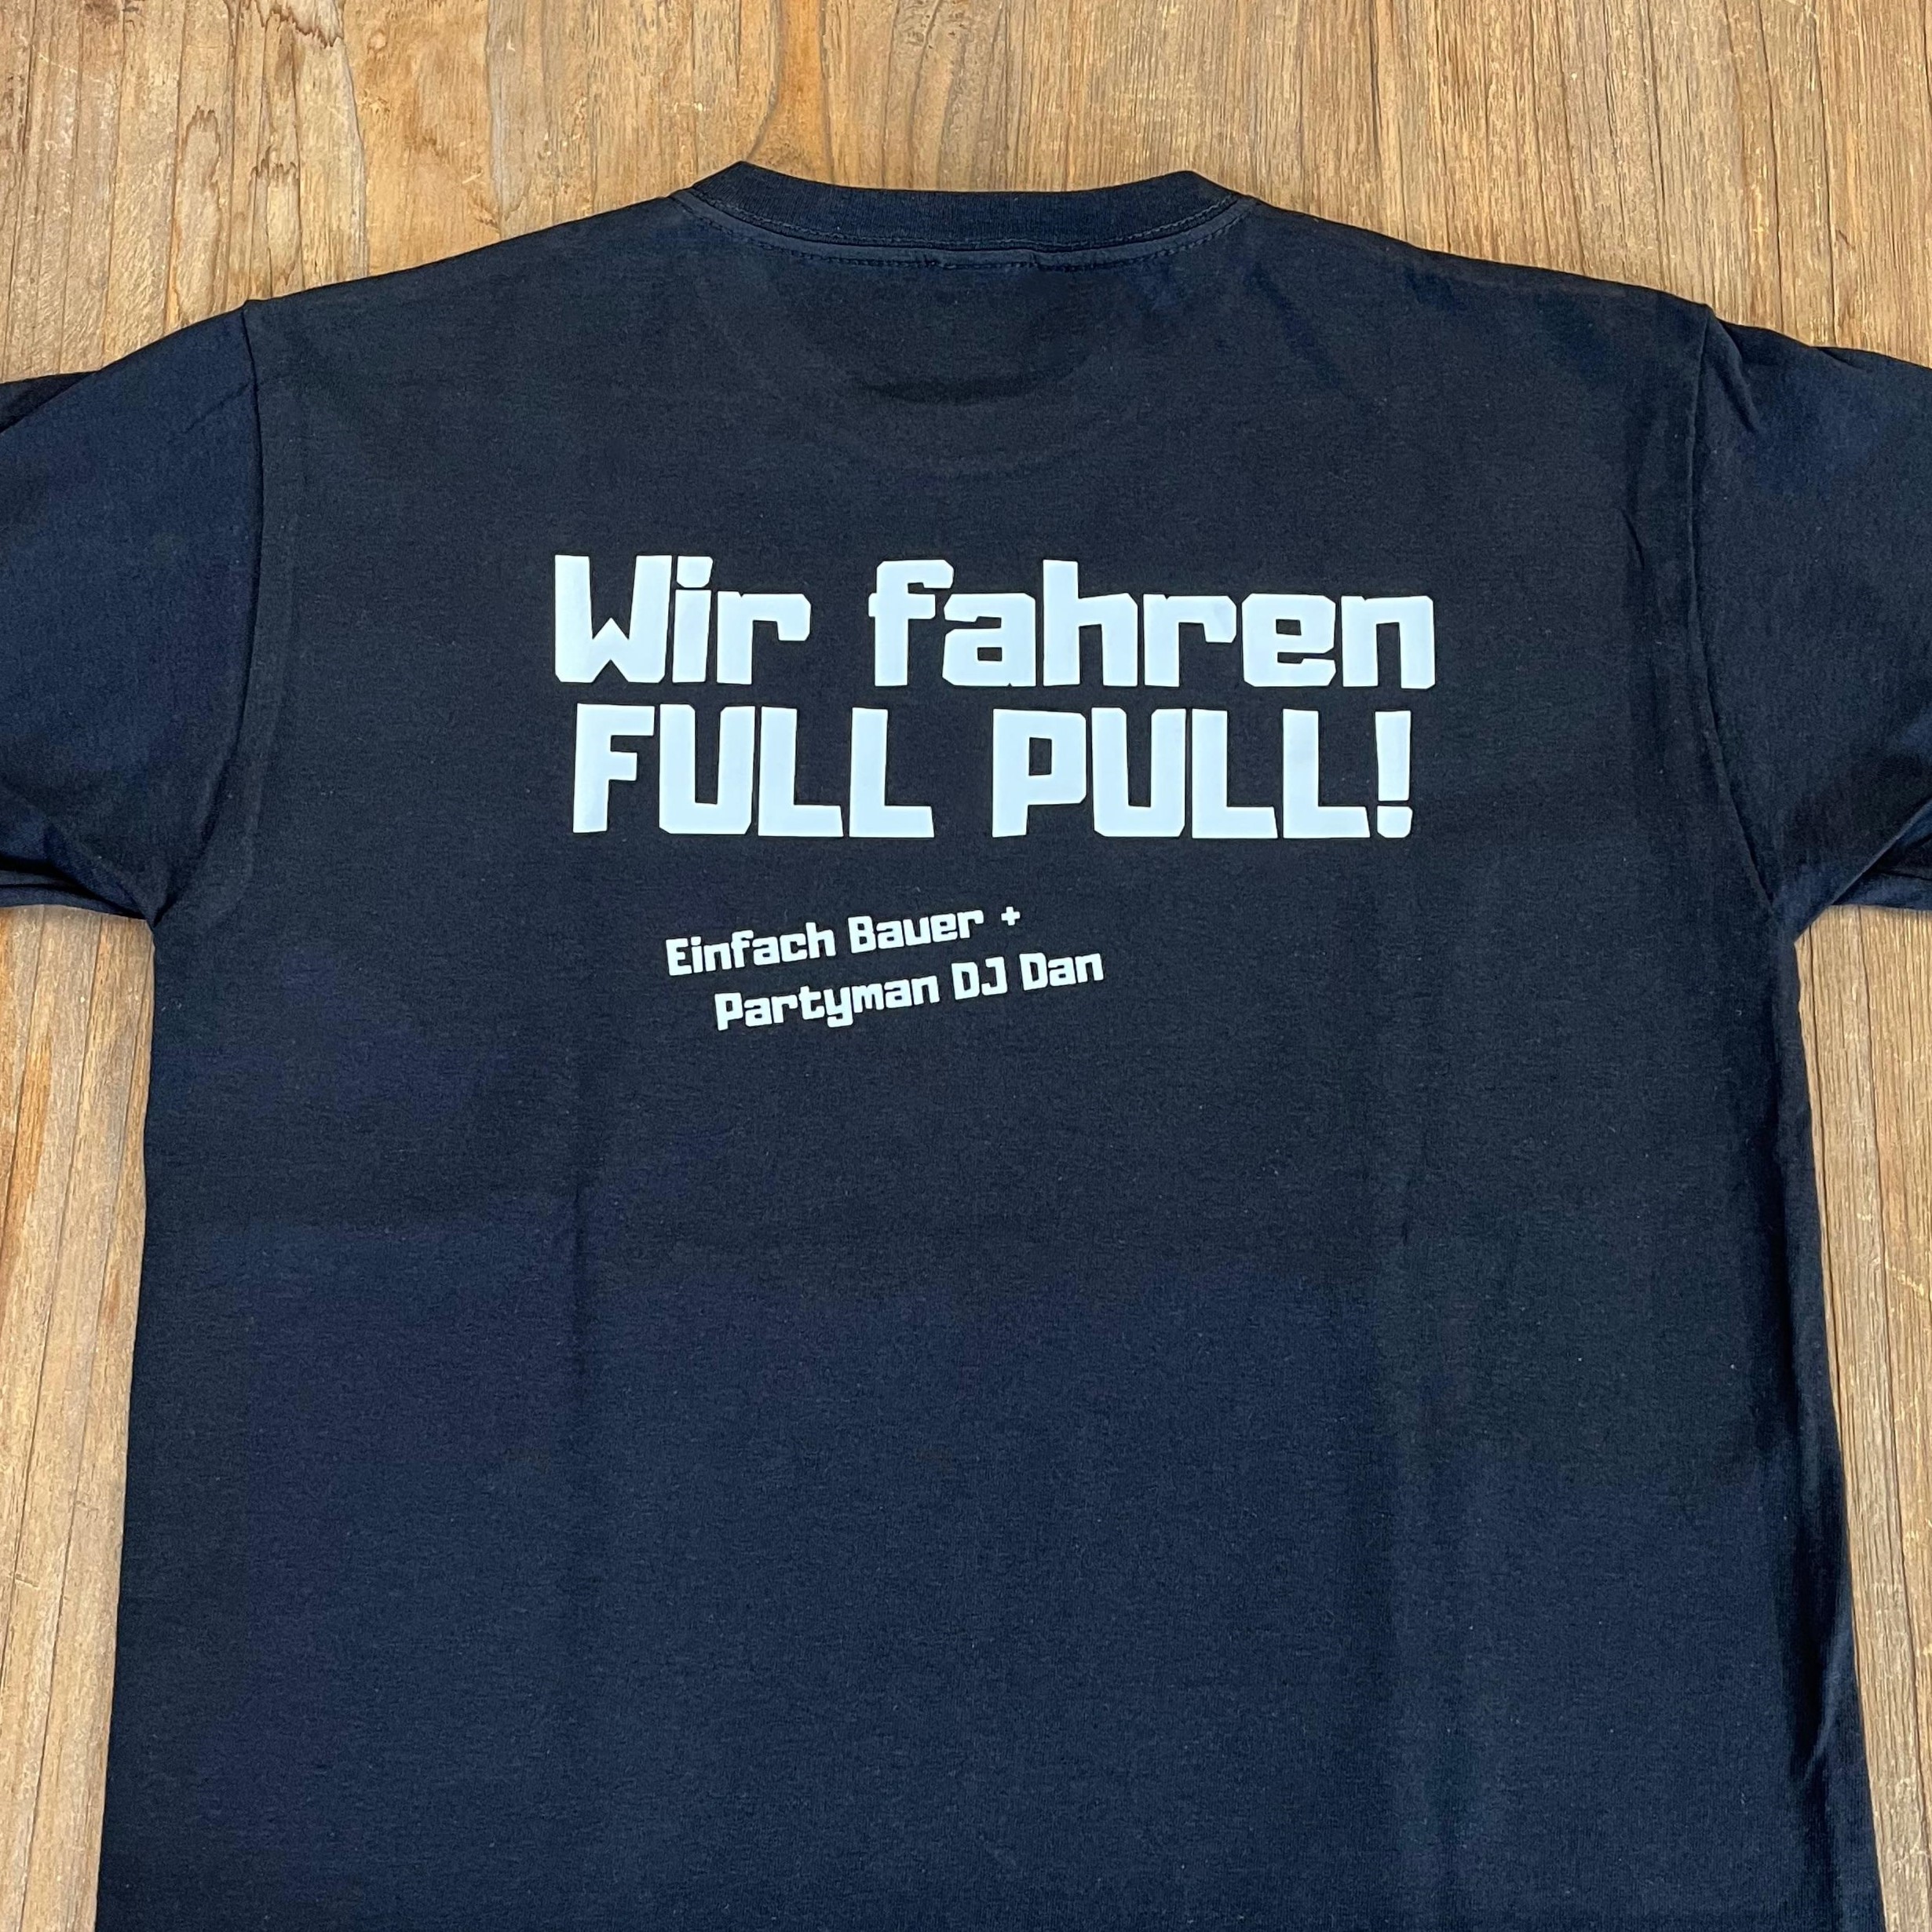 Wir fahren
FULL PULL!
Einfach Bauer +
Partyman DJ Dan